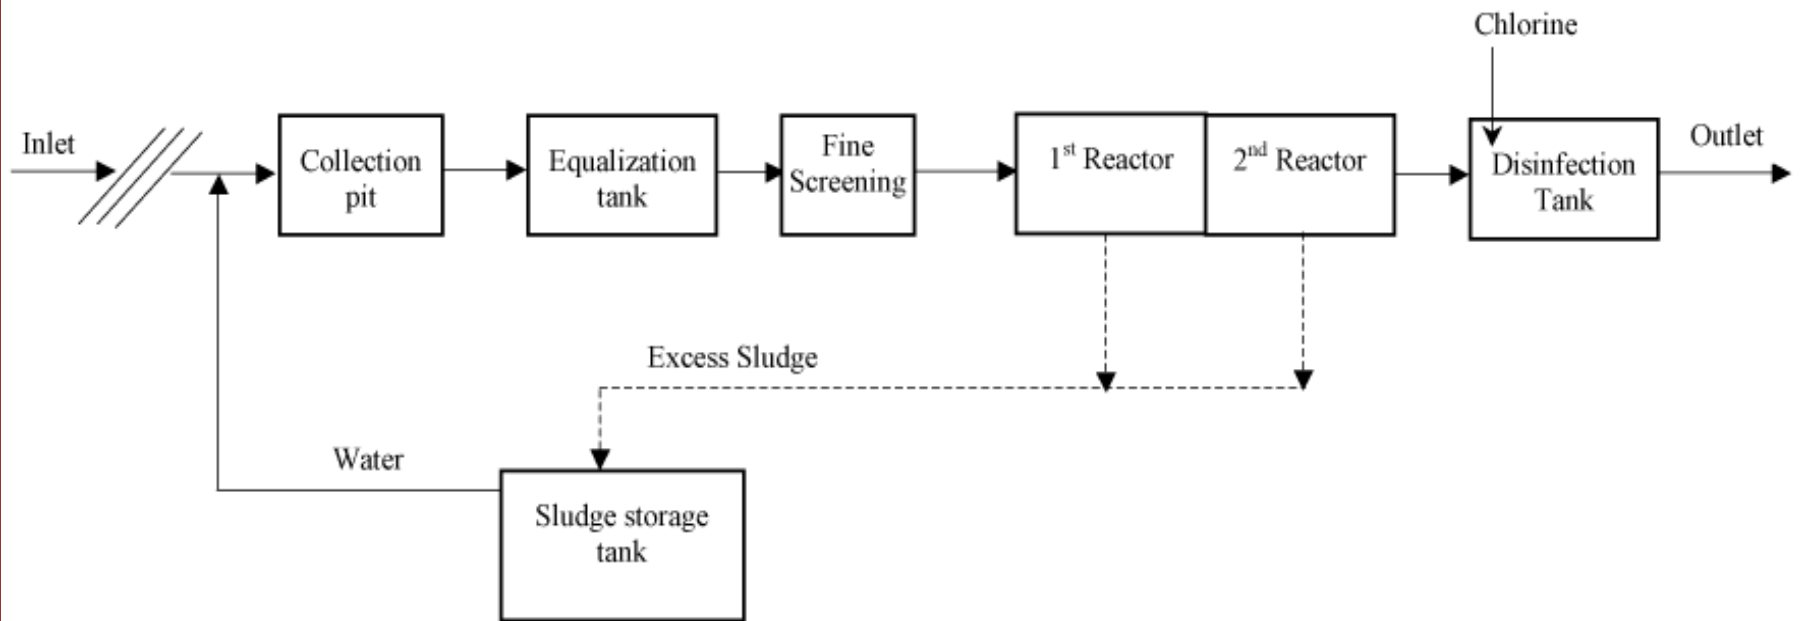 Chlorine
Inlet
Collection
pit
Equalization
tank
Fine
Screening
1st Reactor
2nd Reactor
Disinfection
Tank
Outlet
Excess Sludge
Water
Sludge storage
tank